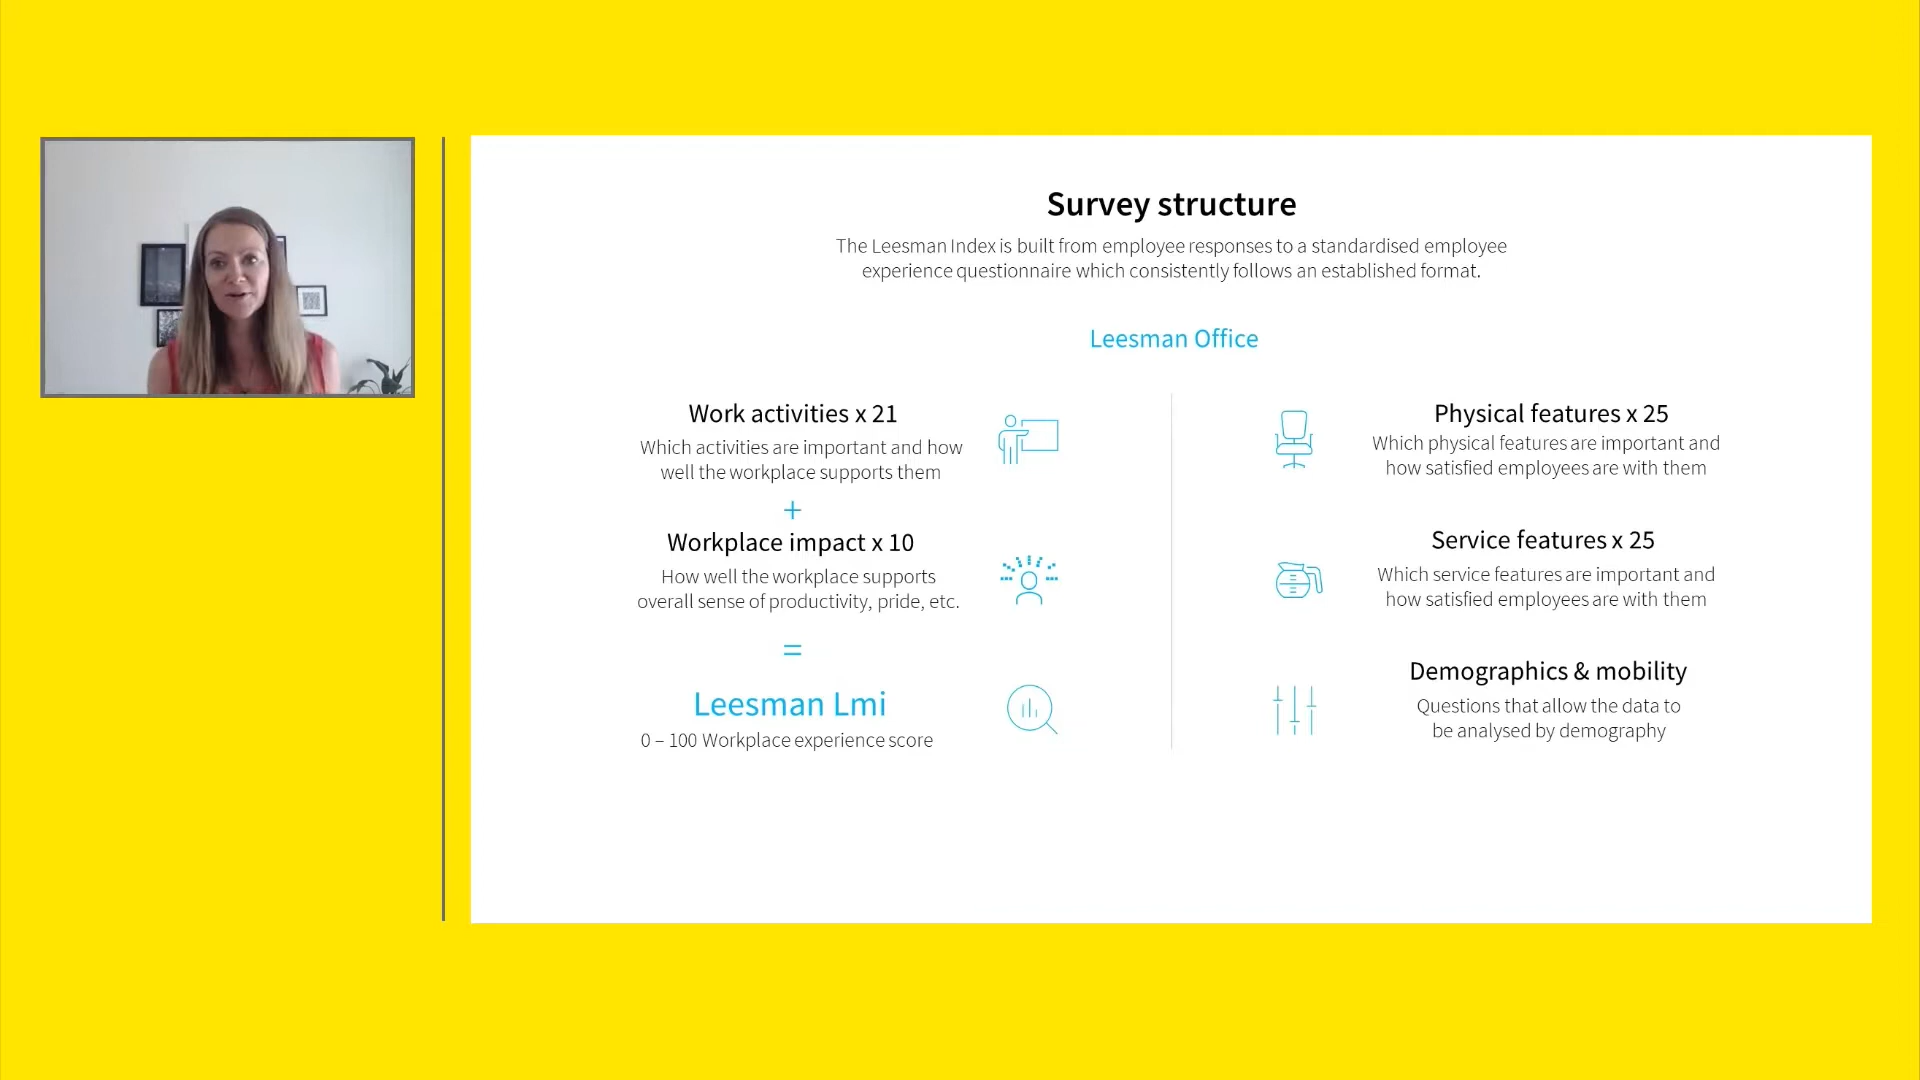 Survey structure
The Leesman Index is built from employee responses to a standardised employee
experience questionnaire which consistently follows an established format.
Leesman Office
Work activities x 21
Which activities are important and how
well the workplace supports them
+
Workplace impact x 10
How well the workplace supports
overall sense of productivity, pride, etc.
=
Leesman Lmi
0 – 100 Workplace experience score
Physical features x 25
Which physical features are important and
how satisfied employees are with them
Service features x 25
Which service features are important and
how satisfied employees are with them
Demographics & mobility
Questions that allow the data to
be analysed by demography